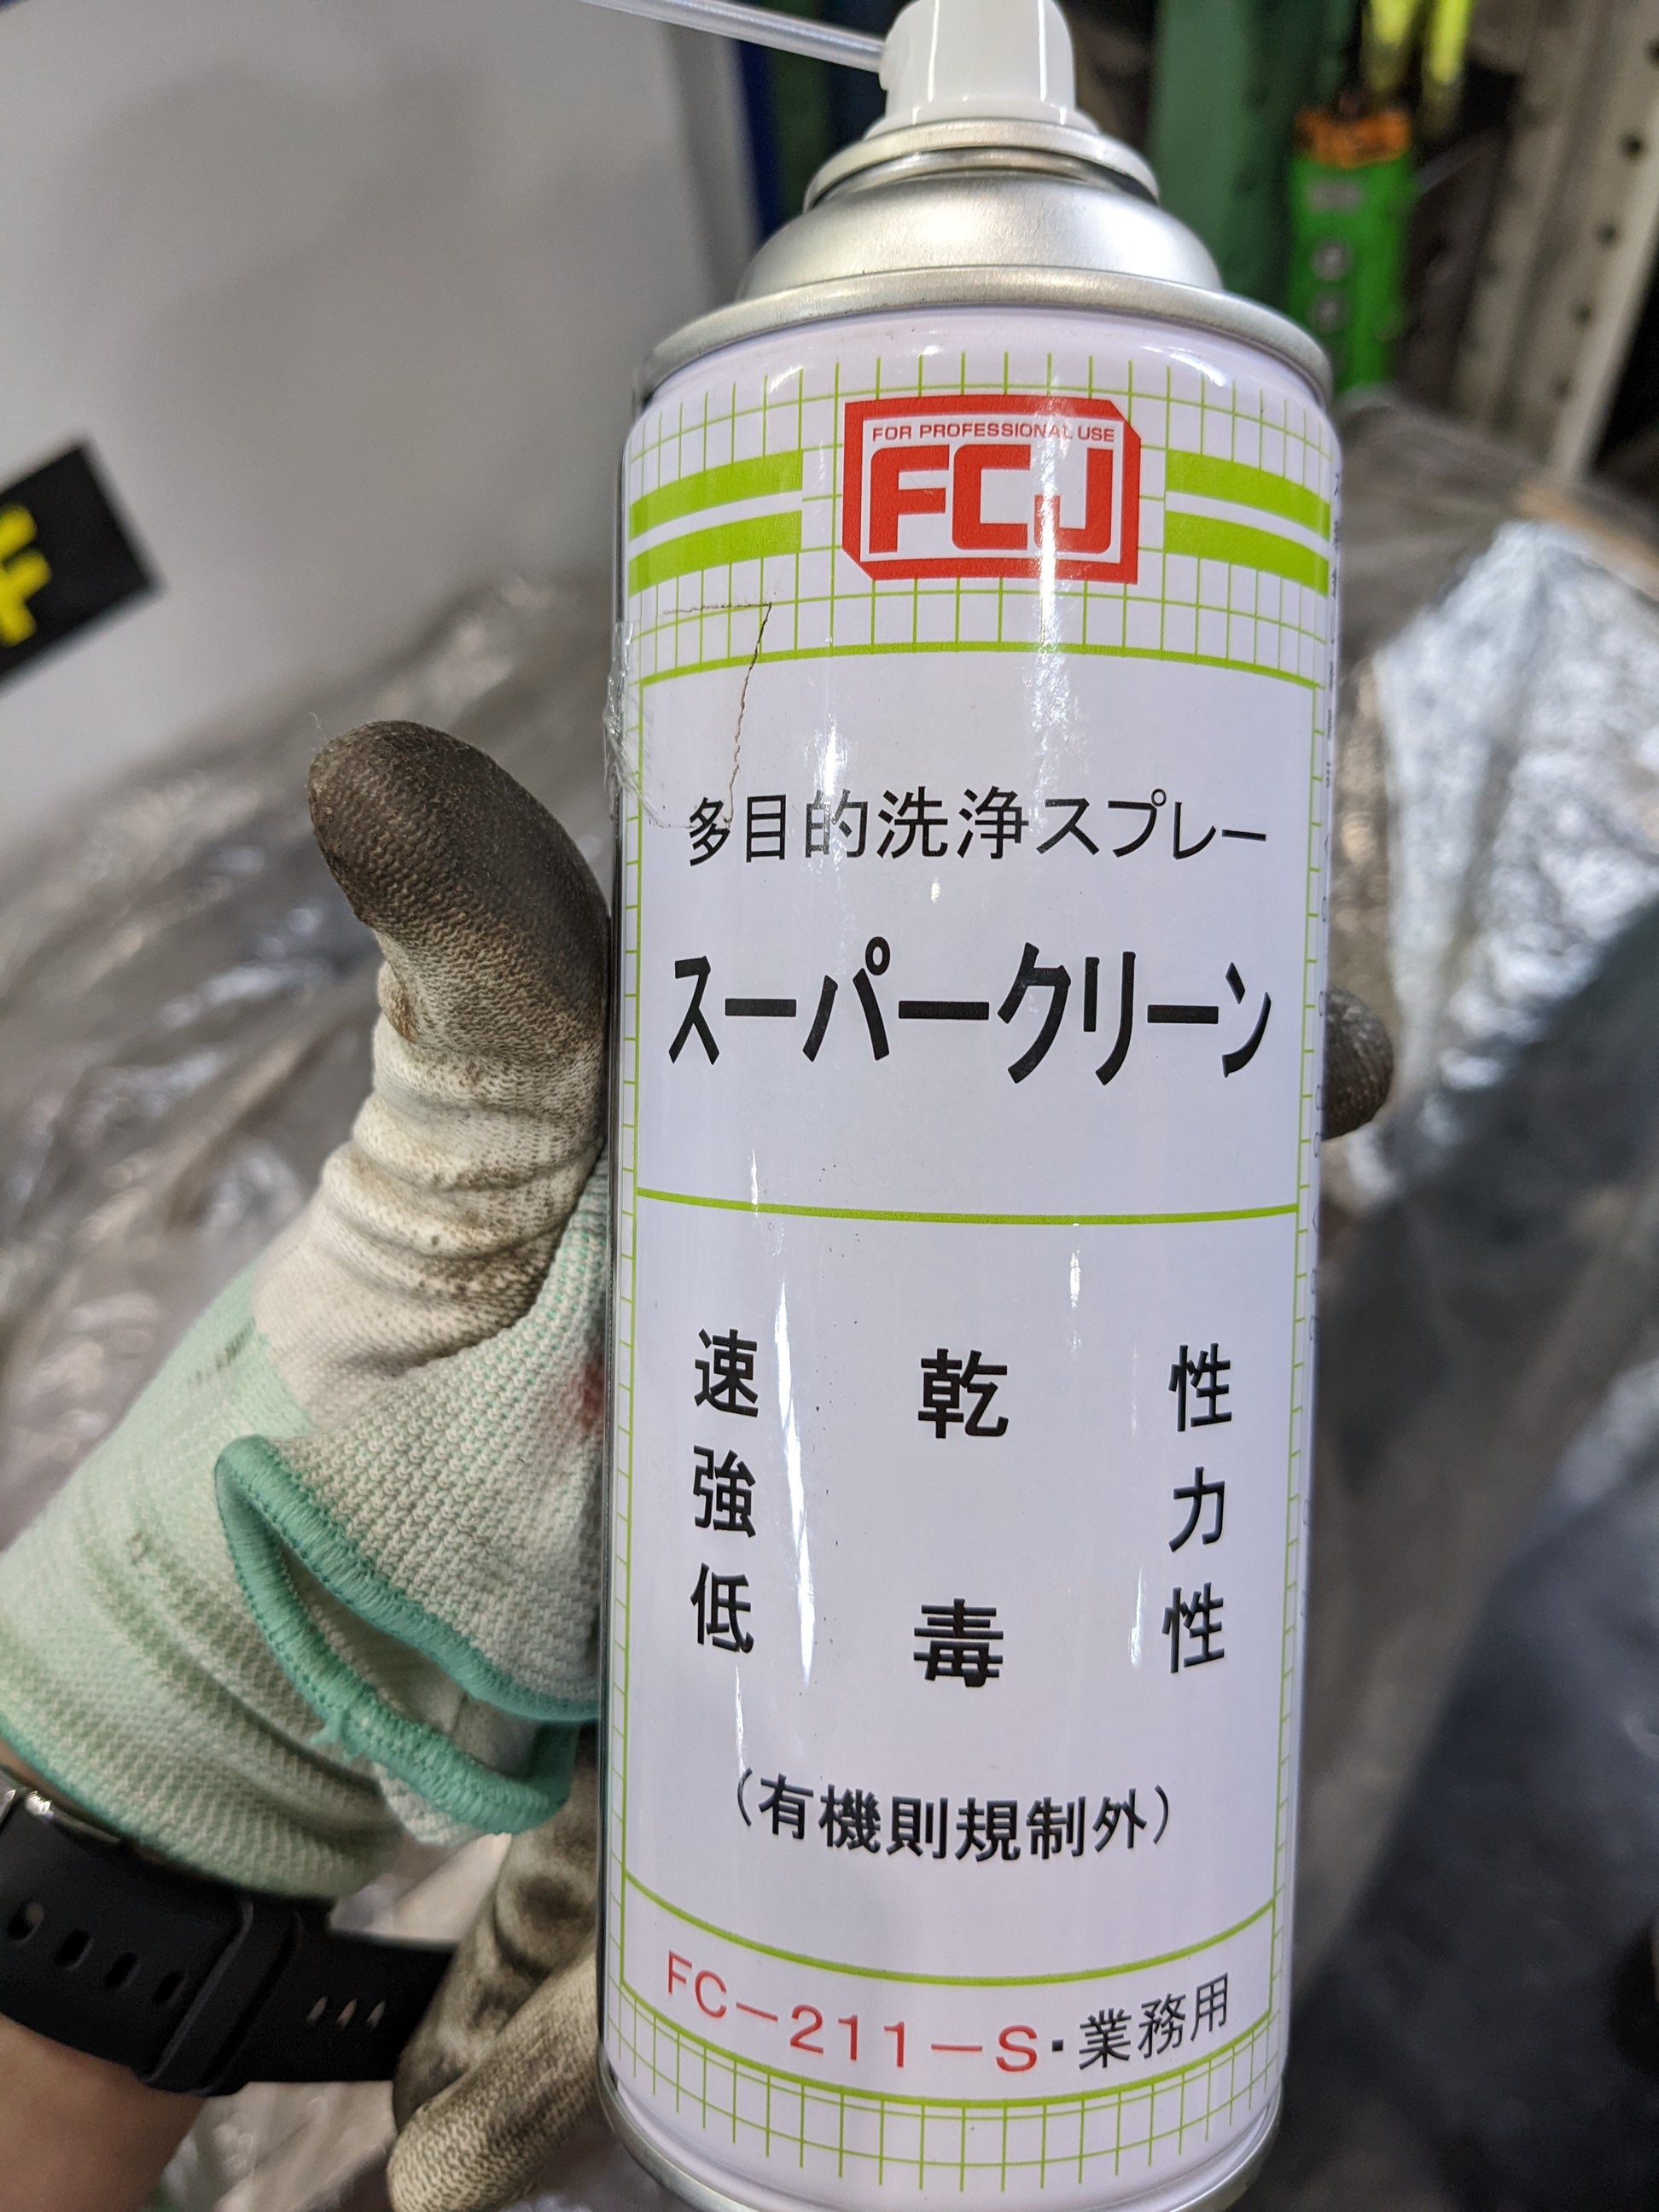 FOR PROFESSIONAL USE
FCJ
多目的洗浄スプレー
スーパークリーン
速乾性
強力
低毒性
（有機則規制外）
FC－211－S・業務用